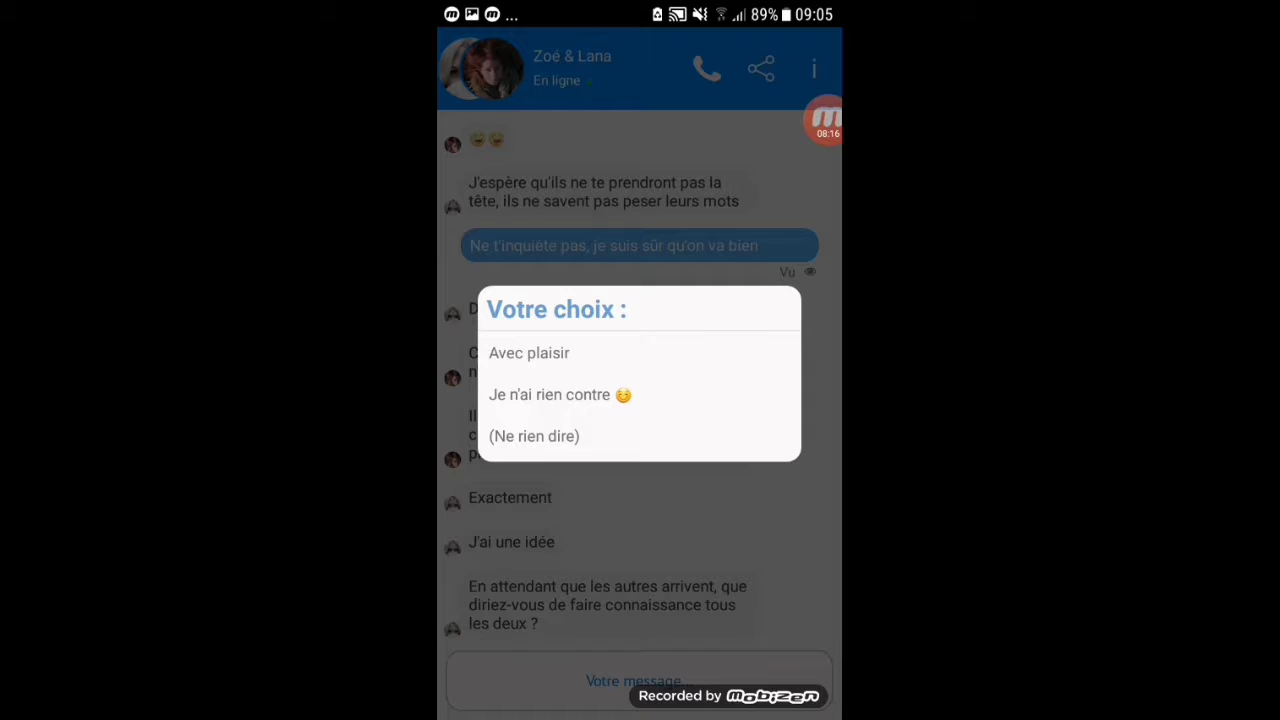 89% 09:05
Zoé & Lana
En ligne
08:16
J'espère qu'ils ne te prendront pas la
tête, ils ne savent pas peser leurs mots
Ne t'inquiète pas, je suis sûr qu'on va bien
Vu
Votre choix :
Avec plaisir
Je n'ai rien contre 😊
(Ne rien dire)
Exactement
J'ai une idée
En attendant que les autres arrivent, que
diriez-vous de faire connaissance tous
les deux ?
Votre message...
Recorded by mobizen